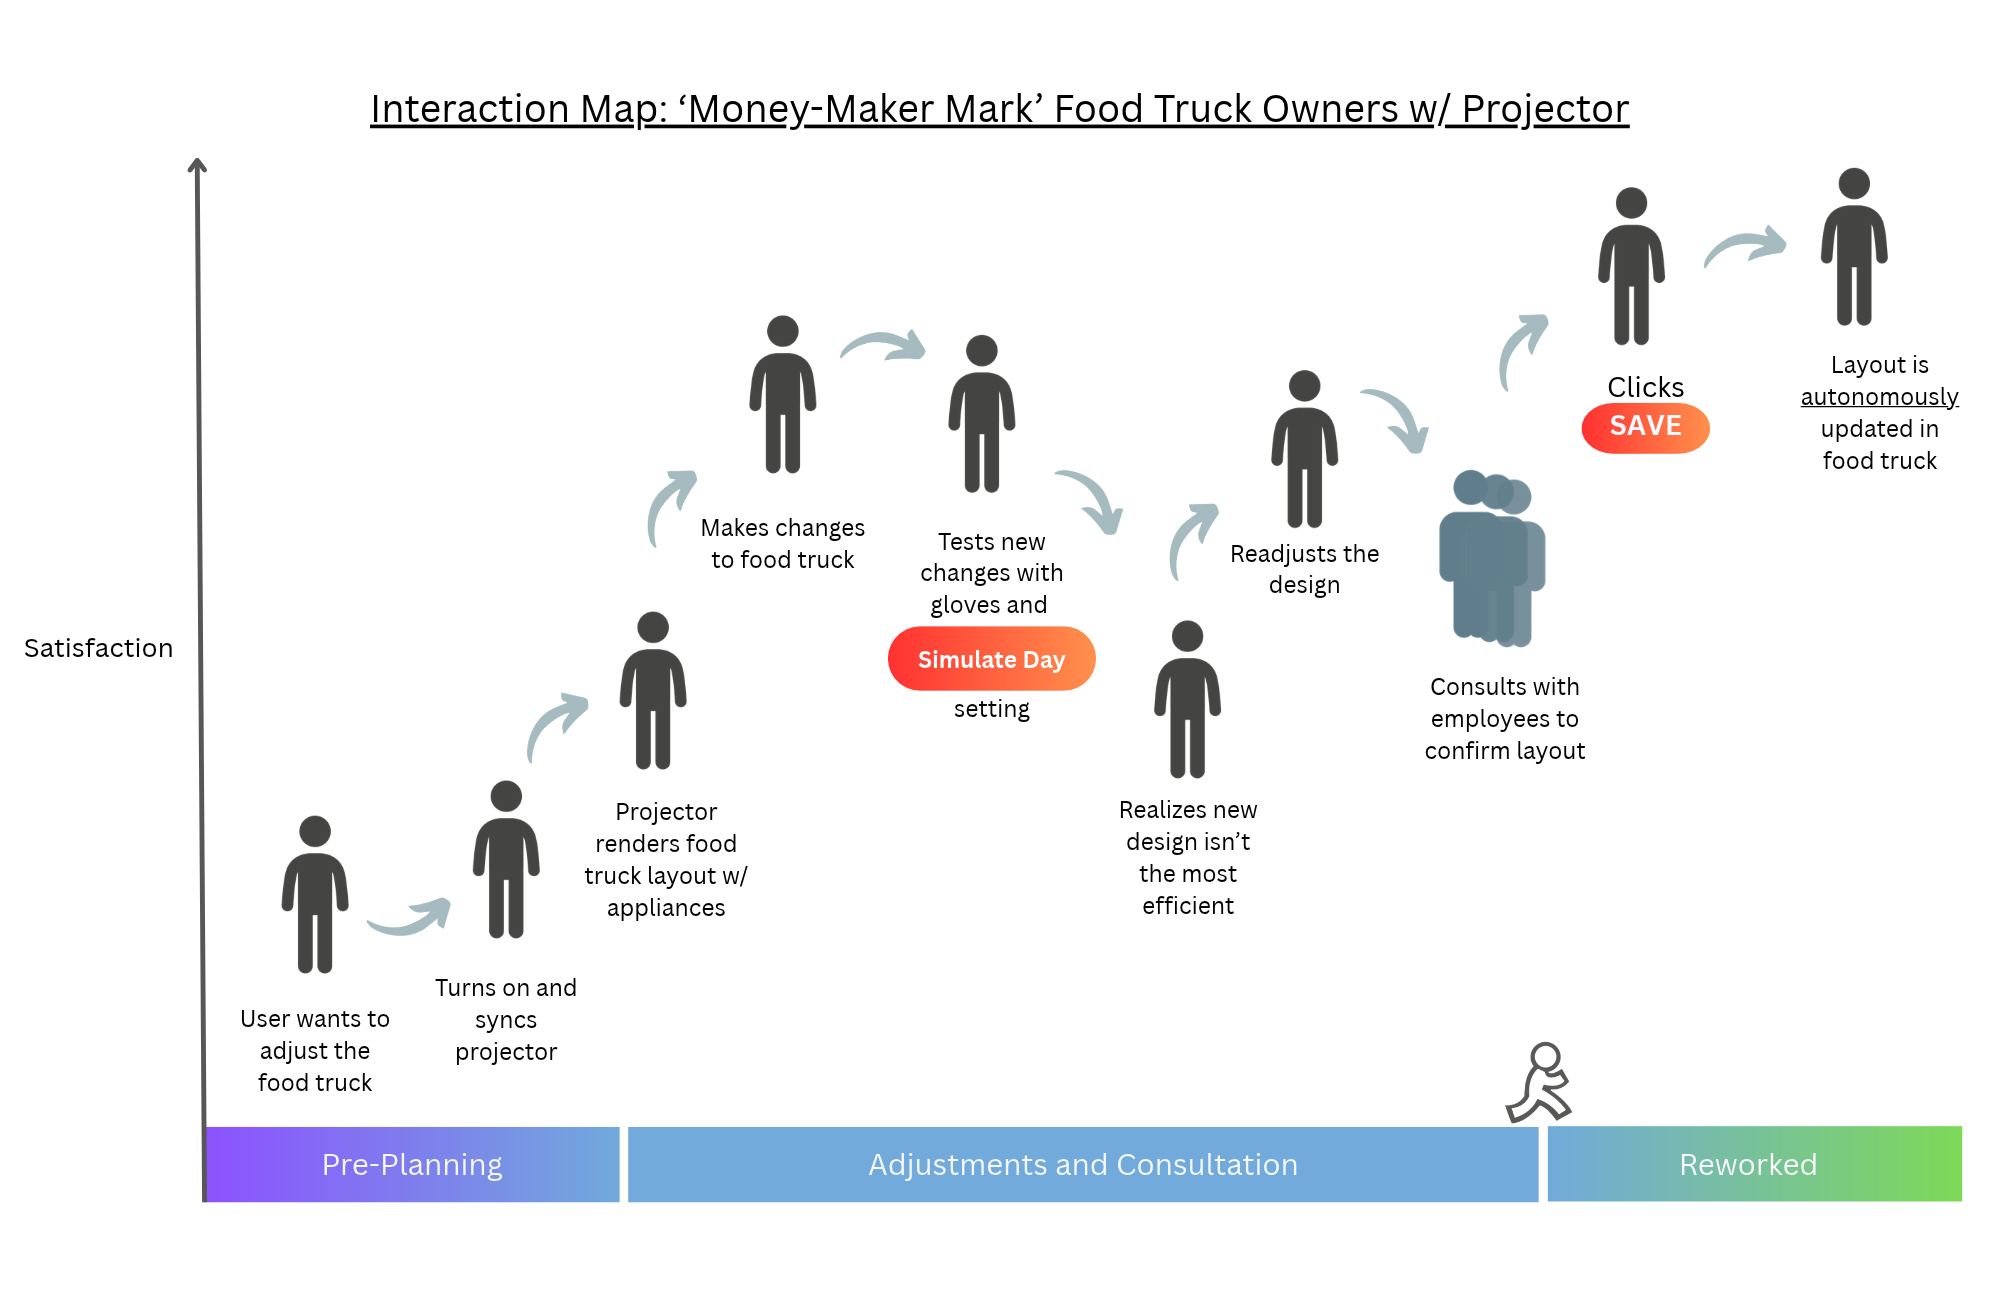 Interaction Map: ‘Money-Maker Mark’ Food Truck Owners w/ Projector
Satisfaction
User wants to
adjust the
food truck
Turns on and
syncs
projector
Projector
renders food
truck layout w/
appliances
Makes changes
to food truck
Tests new
changes with
gloves and
Simulate Day
setting
Realizes new
design isn’t
the most
efficient
Readjusts the
design
Consults with
employees to
confirm layout
Clicks
SAVE
Layout is
autonomously
updated in
food truck
Pre-Planning
Adjustments and Consultation
Reworked